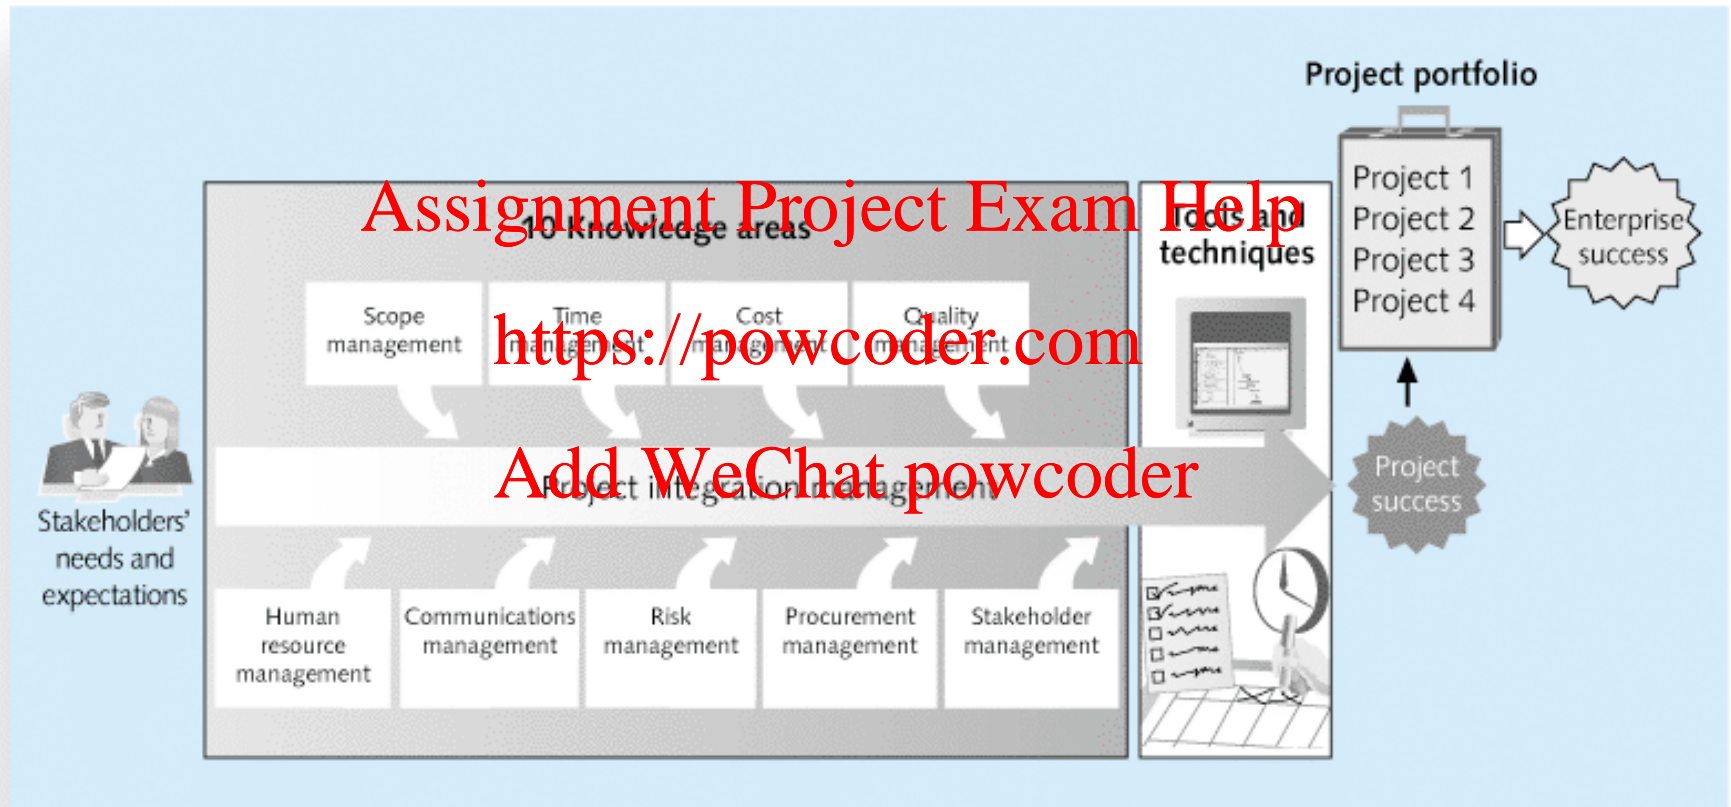 Project portfolio
Project 1
Project 2
Project 3
Project 4
Enterprise
success
Assignment Project Exam Help
10 Knowledge areas
Tools and
techniques
Scope
management
Time
management
Cost
management
Quality
management
https://powcoder.com
Project integration management
Add WeChat powcoder
Project
success
Stakeholders'
needs and
expectations
Human
resource
management
Communications
management
Risk
management
Procurement
management
Stakeholder
management